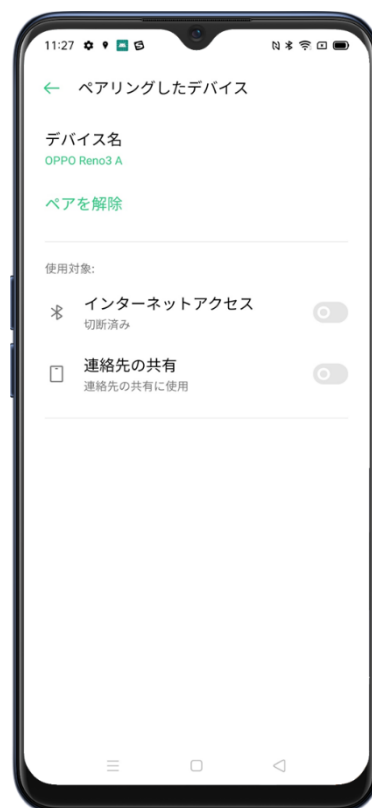 11:27
ペアリングしたデバイス
デバイス名
OPPO Reno3 A
ペアを解除
使用対象:
インターネットアクセス
切断済み
連絡先の共有
連絡先の共有に使用